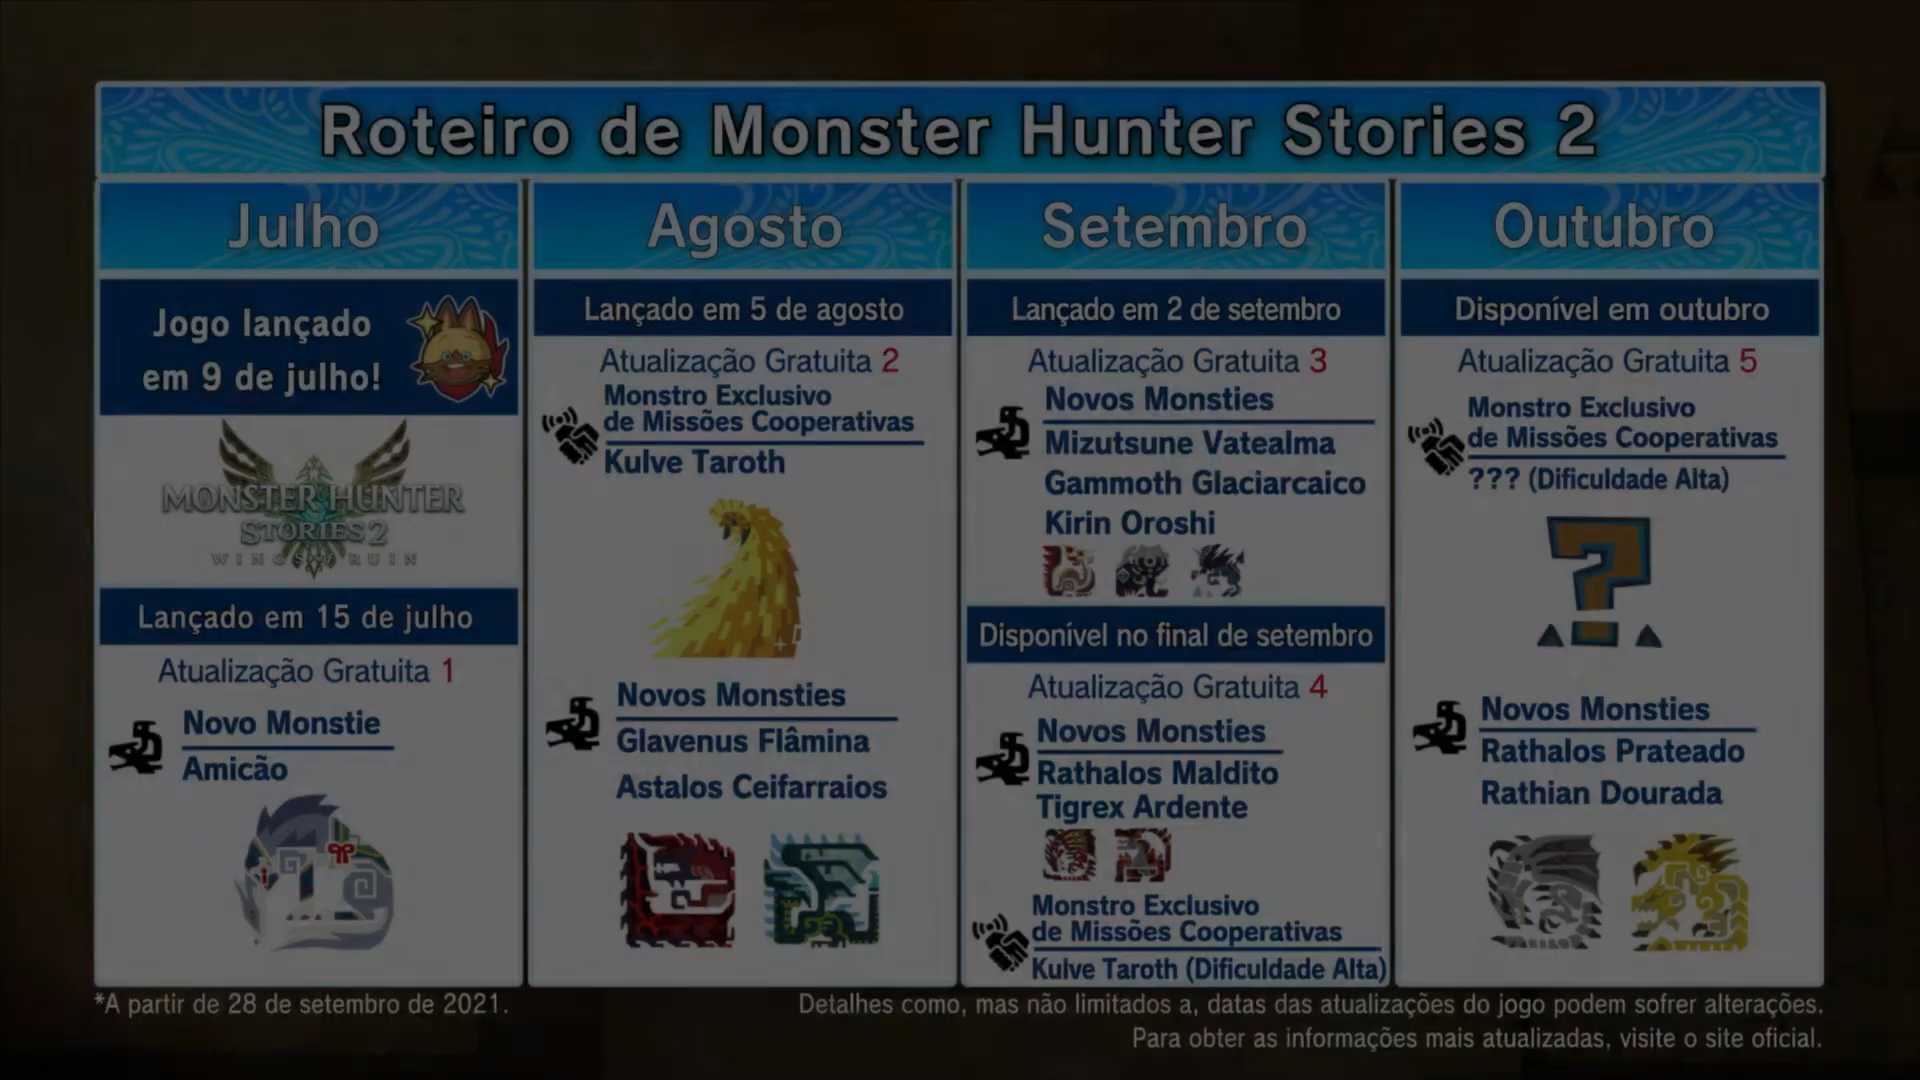 Roteiro de Monster Hunter Stories 2
Julho
Jogo lançado
em 9 de julho!
MONSTER HUNTER
STORIES 2
WINGS OF RUIN
Lançado em 15 de julho
Atualização Gratuita 1
Novo Monstie
Amicão
Agosto
Lançado em 5 de agosto
Atualização Gratuita 2
Monstro Exclusivo
de Missões Cooperativas
Kulve Taroth
Novos Monsties
Glavenus Flâmina
Astalos Ceifarraios
Setembro
Lançado em 2 de setembro
Atualização Gratuita 3
Novos Monsties
Mizutsune Vatealma
Gammoth Glaciarcaico
Kirin Oroshi
Disponível no final de setembro
Atualização Gratuita 4
Novos Monsties
Rathalos Maldito
Tigrex Ardente
Monstro Exclusivo
de Missões Cooperativas
Kulve Taroth (Dificuldade Alta)
Outubro
Disponível em outubro
Atualização Gratuita 5
Monstro Exclusivo
de Missões Cooperativas
??? (Dificuldade Alta)
?
Novos Monsties
Rathalos Prateado
Rathian Dourada
*A partir de 28 de setembro de 2021.
Detalhes como, mas não limitados a, datas das atualizações do jogo podem sofrer alterações.
Para obter as informações mais atualizadas, visite o site oficial.